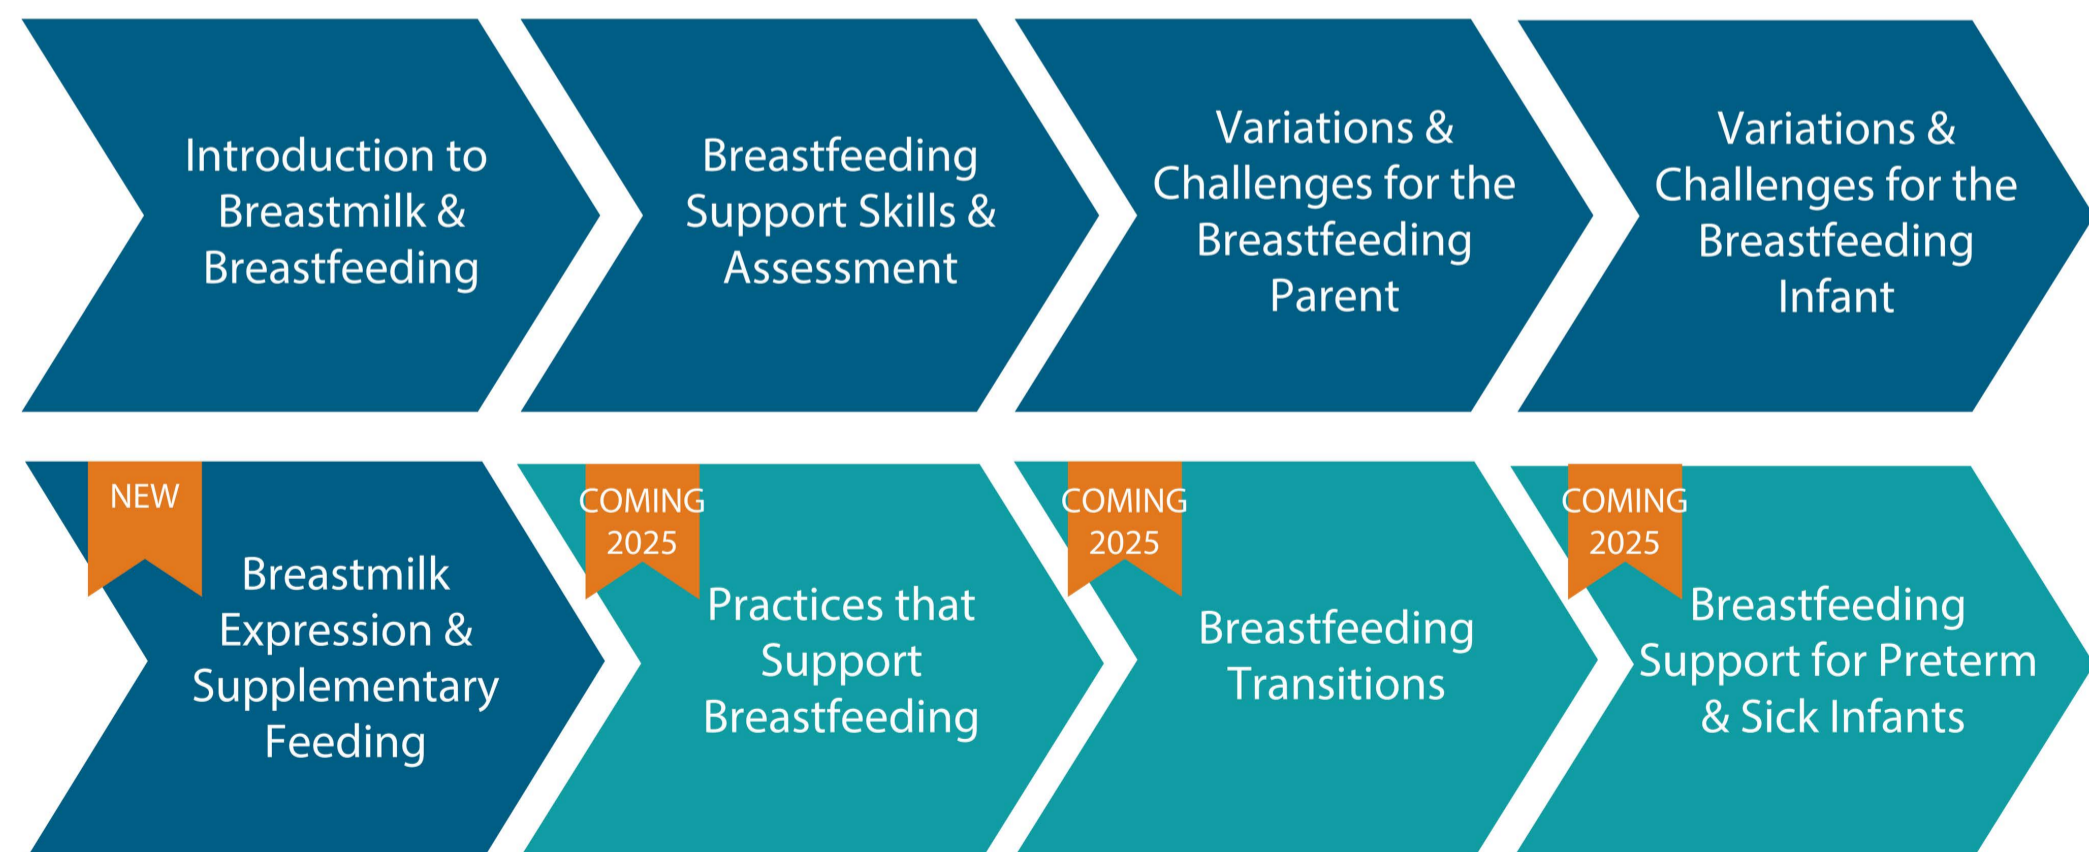 Introduction to
Breastmilk &
Breastfeeding
Breastfeeding
Support Skills &
Assessment
Variations &
Challenges for the
Breastfeeding
Parent
Variations &
Challenges for the
Breastfeeding
Infant
NEW
Breastmilk
Expression &
Supplementary
Feeding
COMING
2025
Practices that
Support
Breastfeeding
COMING
2025
Breastfeeding
Transitions
COMING
2025
Breastfeeding
Support for Preterm
& Sick Infants